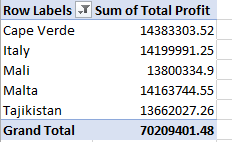 Row Labels Sum of Total Profit
Cape Verde 14383303.52
Italy 14199991.25
Mali 13800334.9
Malta 14163744.55
Tajikistan 13662027.26
Grand Total 70209401.48